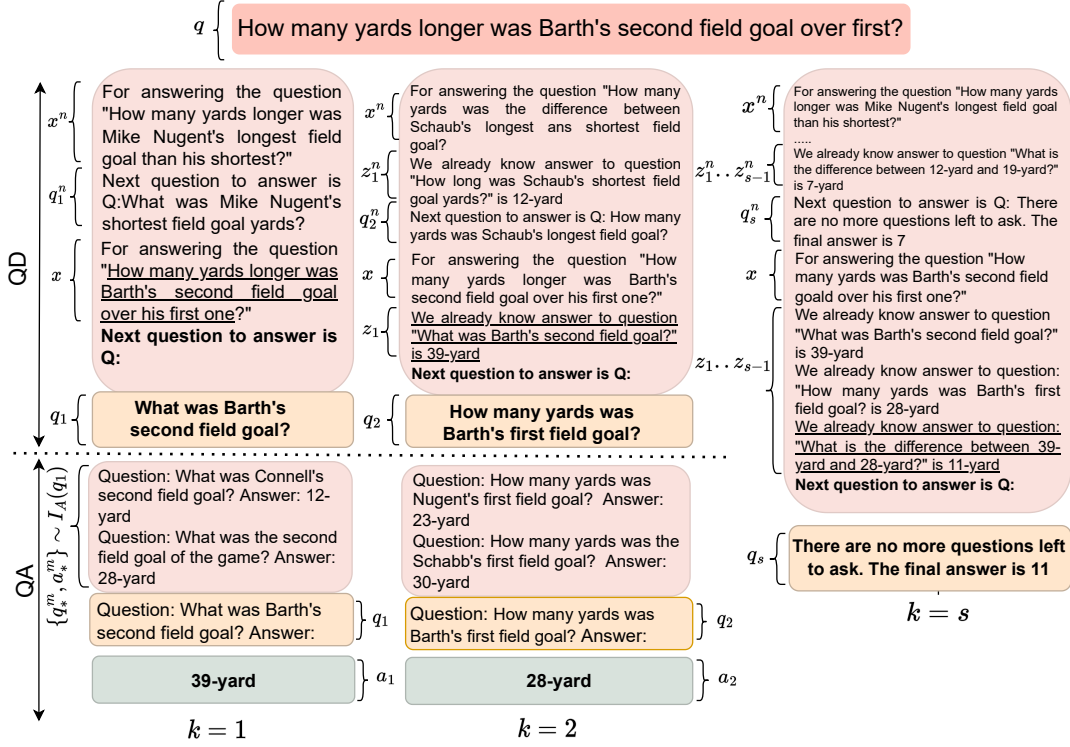 q
How many yards longer was Barth's second field goal over first?
QD
x^n
For answering the question
"How many yards longer was
Mike Nugent's longest field
goal than his shortest?"
q_1^n
Next question to answer is
Q:What was Mike Nugent's
shortest field goal yards?
x
For answering the question
"How many yards longer was
Barth's second field goal
over his first one?"
Next question to answer is
Q:
q_1
What was Barth's
second field goal?
x^n
For answering the question "How many
yards was the difference between
Schaub's longest ans shortest field
goal?
z_1^n
We already know answer to question
"How long was Schaub's shortest field
goal yards?" is 12-yard
q_2^n
Next question to answer is Q: How many
yards was Schaub's longest field goal?
x
For answering the question "How
many yards longer was Barth's
second field goal over his first one?"
z_1
We already know answer to question
"What was Barth's second field goal?"
is 39-yard
Next question to answer is Q:
q_2
How many yards was
Barth's first field goal?
x^n
For answering the question "How many yards
longer was Mike Nugent's longest field goal
than his shortest?"
.....
z_1^n..z_{s-1}^n
We already know answer to question "What is
the difference between 12-yard and 19-yard?"
is 7-yard
q_s^n
Next question to answer is Q: There
are no more questions left to ask. The
final answer is 7
x
For answering the question "How
many yards was Barth's second field
goald over his first one?"
z_1..z_{s-1}
We already know answer to question
"What was Barth's second field goal?"
is 39-yard
We already know answer to question:
"How many yards was Barth's first
field goal? is 28-yard
We already know answer to question:
"What is the difference between 39-
yard and 28-yard?" is 11-yard
Next question to answer is Q:
q_s
There are no more questions left
to ask. The final answer is 11
k = s
QA
{q_*^m, a_*^m} ~ I_A(q_1)
Question: What was Connell's
second field goal? Answer: 12-
yard
Question: What was the second
field goal of the game? Answer:
28-yard
Question: What was Barth's
second field goal? Answer:
q_1
39-yard
a_1
k = 1
Question: How many yards was
Nugent's first field goal? Answer:
23-yard
Question: How many yards was the
Schabb's first field goal? Answer:
30-yard
Question: How many yards was
Barth's first field goal? Answer:
q_2
28-yard
a_2
k = 2